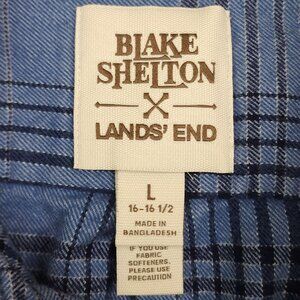 BLAKE
SHELTON
LANDS' END
L
16-16 1/2
MADE IN
BANGLADESH
IF YOU USE
FABRIC
SOFTENERS,
PLEASE USE
PRECAUTION